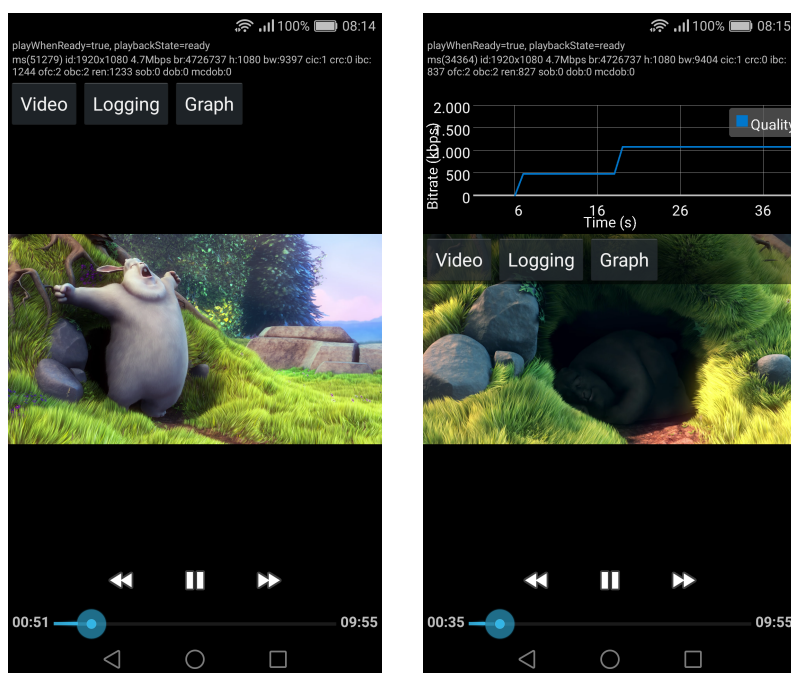 100% 08:14
playWhenReady=true, playbackState=ready
ms(51279) id:1920x1080 4.7Mbps br:4726737 h:1080 bw:9397 cic:1 crc:0 ibc:
1244 ofc:2 obc:2 ren:1233 sob:0 dob:0 mcdob:0
Video Logging Graph
00:51 09:55
100% 08:15
playWhenReady=true, playbackState=ready
ms(34364) id:1920x1080 4.7Mbps br:4726737 h:1080 bw:9404 cic:1 crc:0 ibc:
837 ofc:2 obc:2 ren:827 sob:0 dob:0 mcdob:0
Bitrate (kbps)
2.000
1.500
1.000
500
0
Quality
6 16 26 36
Time (s)
Video Logging Graph
00:35 09:55